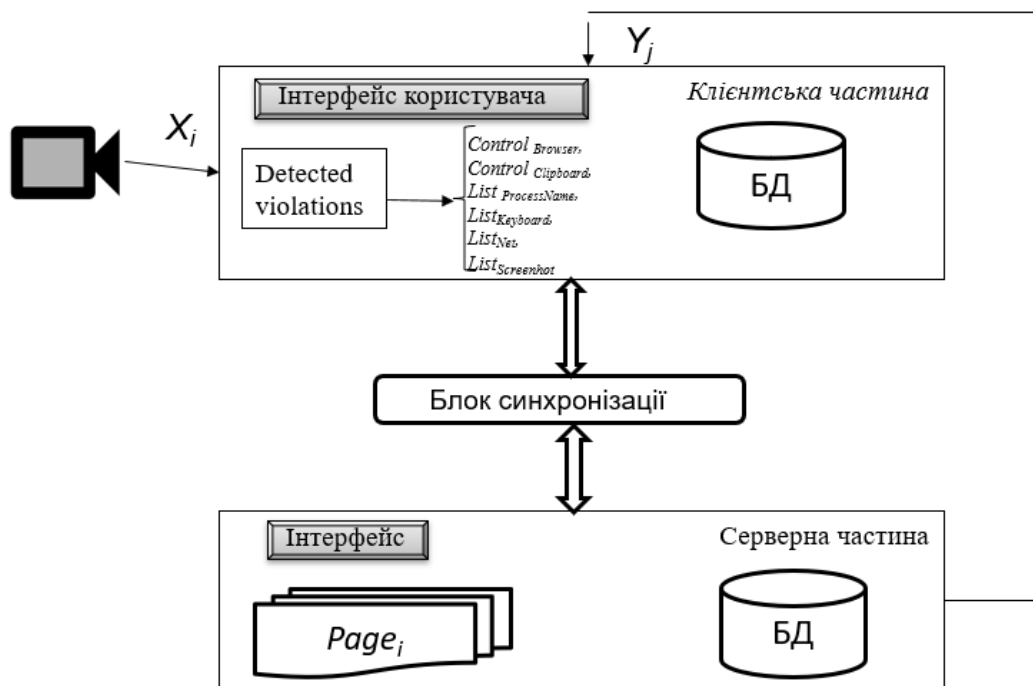 Y_j
Інтерфейс користувача
Клієнтська частина
X_i
Detected
violations
Control Browser,
Control Clipboard,
List ProcessName,
List Keyboard,
List Net,
List Screenhot
БД
Блок синхронізації
Інтерфейс
Серверна частина
Page_i
БД